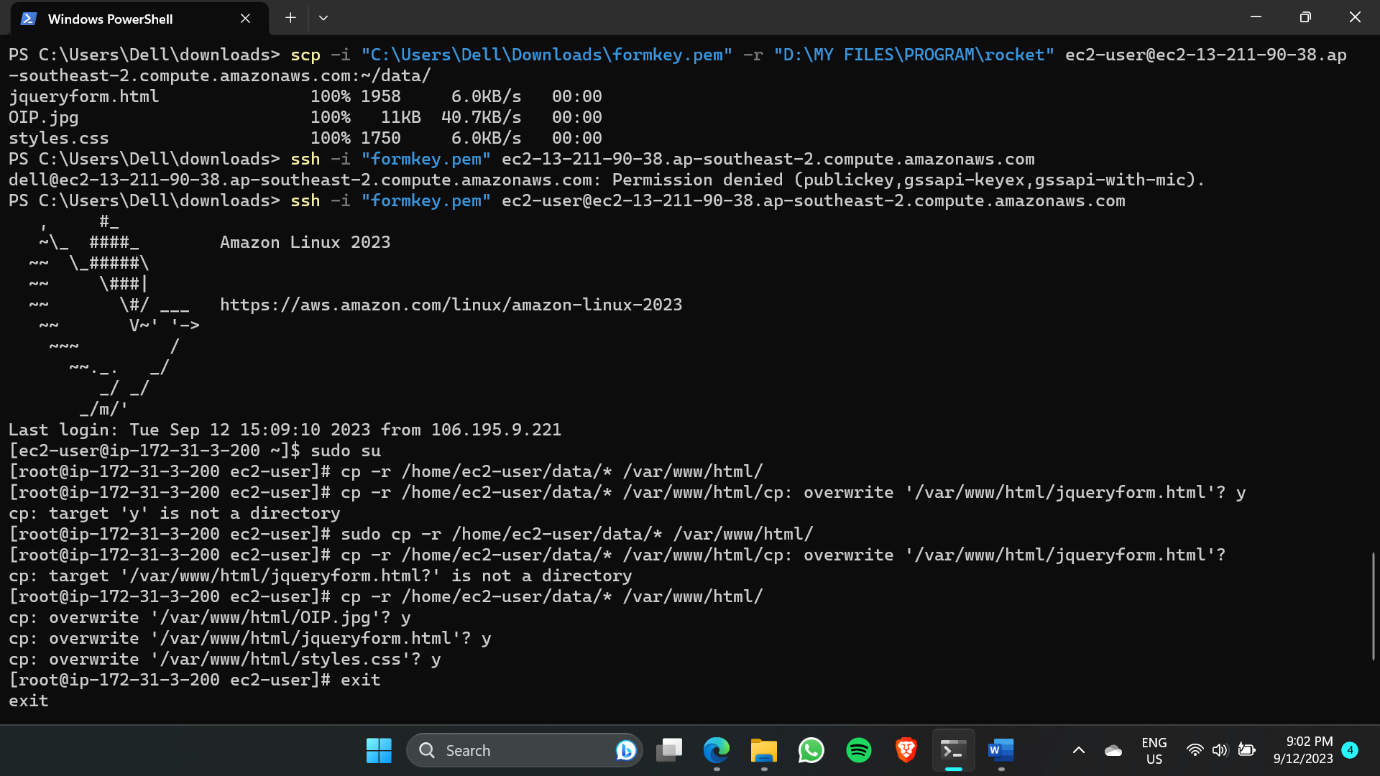 Windows PowerShell
PS C:\Users\Dell\downloads> scp -i "C:\Users\Dell\Downloads\formkey.pem" -r "D:\MY FILES\PROGRAM\rocket" ec2-user@ec2-13-211-90-38.ap
-southeast-2.compute.amazonaws.com:~/data/
jqueryform.html 100% 1958 6.0KB/s 00:00
OIP.jpg 100% 11KB 40.7KB/s 00:00
styles.css 100% 1750 6.0KB/s 00:00
PS C:\Users\Dell\downloads> ssh -i "formkey.pem" ec2-13-211-90-38.ap-southeast-2.compute.amazonaws.com
dell@ec2-13-211-90-38.ap-southeast-2.compute.amazonaws.com: Permission denied (publickey,gssapi-keyex,gssapi-with-mic).
PS C:\Users\Dell\downloads> ssh -i "formkey.pem" ec2-user@ec2-13-211-90-38.ap-southeast-2.compute.amazonaws.com
   ,     #_
   ~\_  ####_        Amazon Linux 2023
  ~~  \_#####\
  ~~     \###|
  ~~       \#/ ___   https://aws.amazon.com/linux/amazon-linux-2023
   ~~       V~' '->
    ~~~         /
      ~~._.   _/
         _/ _/
       _/m/'
Last login: Tue Sep 12 15:09:10 2023 from 106.195.9.221
[ec2-user@ip-172-31-3-200 ~]$ sudo su
[root@ip-172-31-3-200 ec2-user]# cp -r /home/ec2-user/data/* /var/www/html/
[root@ip-172-31-3-200 ec2-user]# cp -r /home/ec2-user/data/* /var/www/html/cp: overwrite '/var/www/html/jqueryform.html'? y
cp: target 'y' is not a directory
[root@ip-172-31-3-200 ec2-user]# sudo cp -r /home/ec2-user/data/* /var/www/html/
[root@ip-172-31-3-200 ec2-user]# cp -r /home/ec2-user/data/* /var/www/html/cp: overwrite '/var/www/html/jqueryform.html'?
cp: target '/var/www/html/jqueryform.html?' is not a directory
[root@ip-172-31-3-200 ec2-user]# cp -r /home/ec2-user/data/* /var/www/html/
cp: overwrite '/var/www/html/OIP.jpg'? y
cp: overwrite '/var/www/html/jqueryform.html'? y
cp: overwrite '/var/www/html/styles.css'? y
[root@ip-172-31-3-200 ec2-user]# exit
exit
Search
ENG
US
9:02 PM
9/12/2023
4